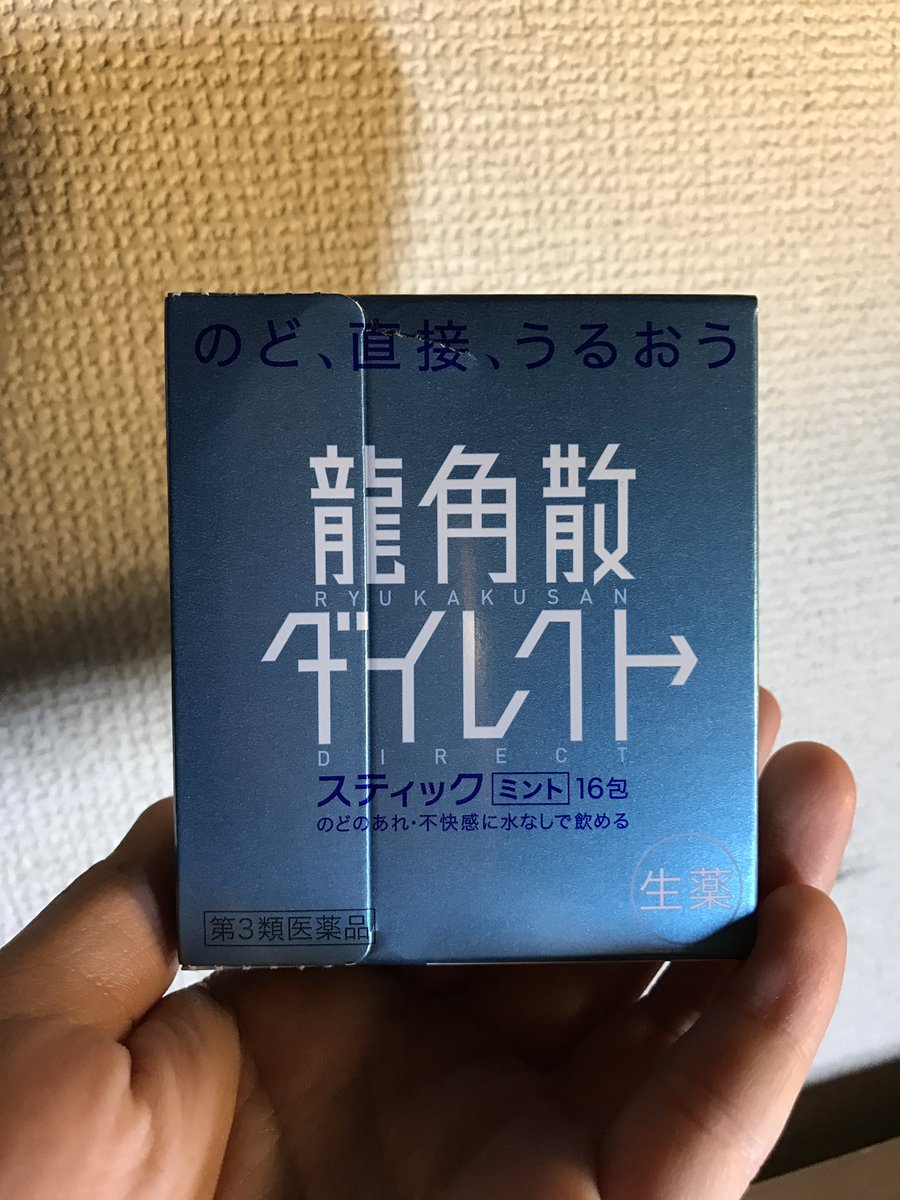 のど、直接、うるおう
龍角散
RYUKAKUSAN
ダイレクト
DIRECT
スティック ミント 16包
のどのあれ・不快感に水なしで飲める
生薬
第3類医薬品